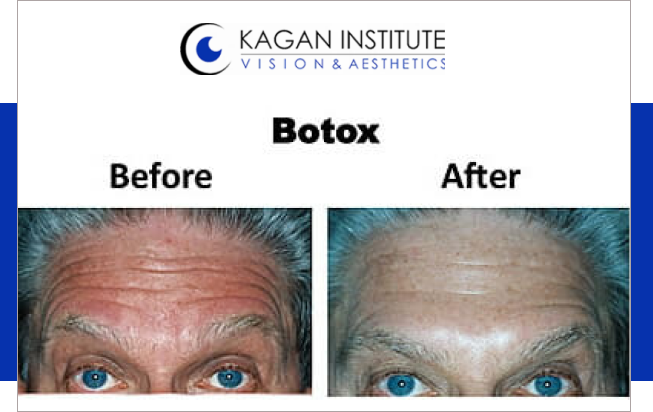 KAGAN INSTITUTE
VISION & AESTHETICS
Botox
Before
After